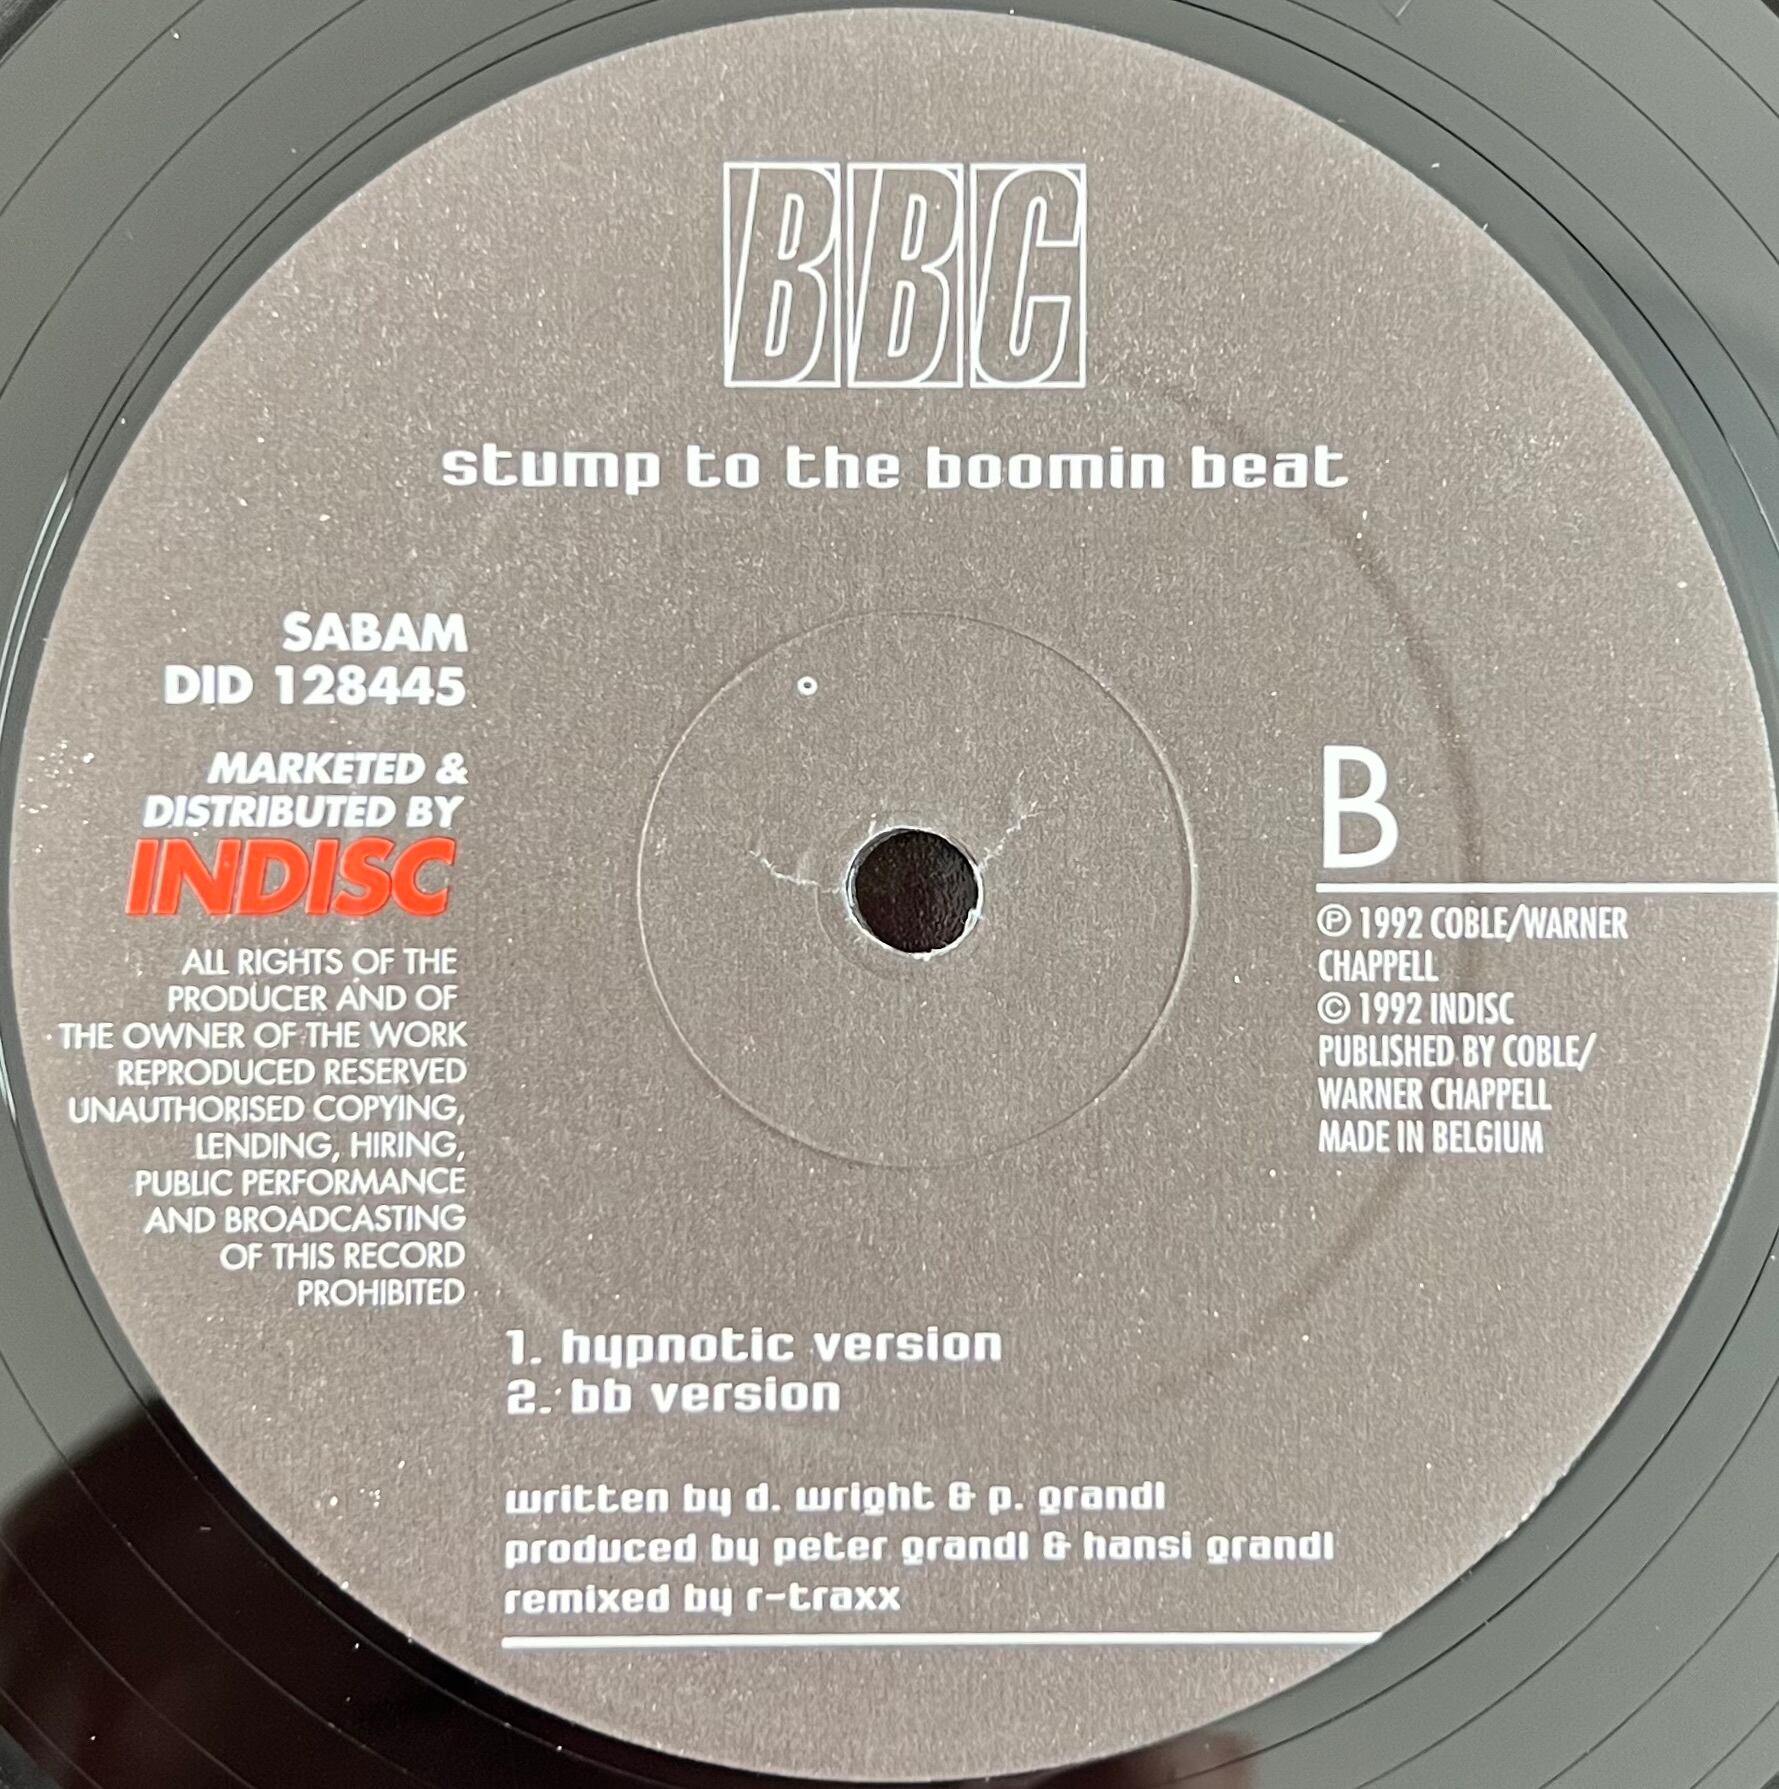 BBC
stump to the boomin beat
SABAM
DID 128445
MARKETED &
DISTRIBUTED BY
INDISC
ALL RIGHTS OF THE
PRODUCER AND OF
THE OWNER OF THE WORK
REPRODUCED RESERVED
UNAUTHORISED COPYING,
LENDING, HIRING,
PUBLIC PERFORMANCE
AND BROADCASTING
OF THIS RECORD
PROHIBITED
B
℗ 1992 COBLE/WARNER
CHAPPELL
© 1992 INDISC
PUBLISHED BY COBLE/
WARNER CHAPPELL
MADE IN BELGIUM
1. hypnotic version
2. bb version
written by d. wright & p. grandl
produced by peter grandl & hansi grandl
remixed by r-traxx